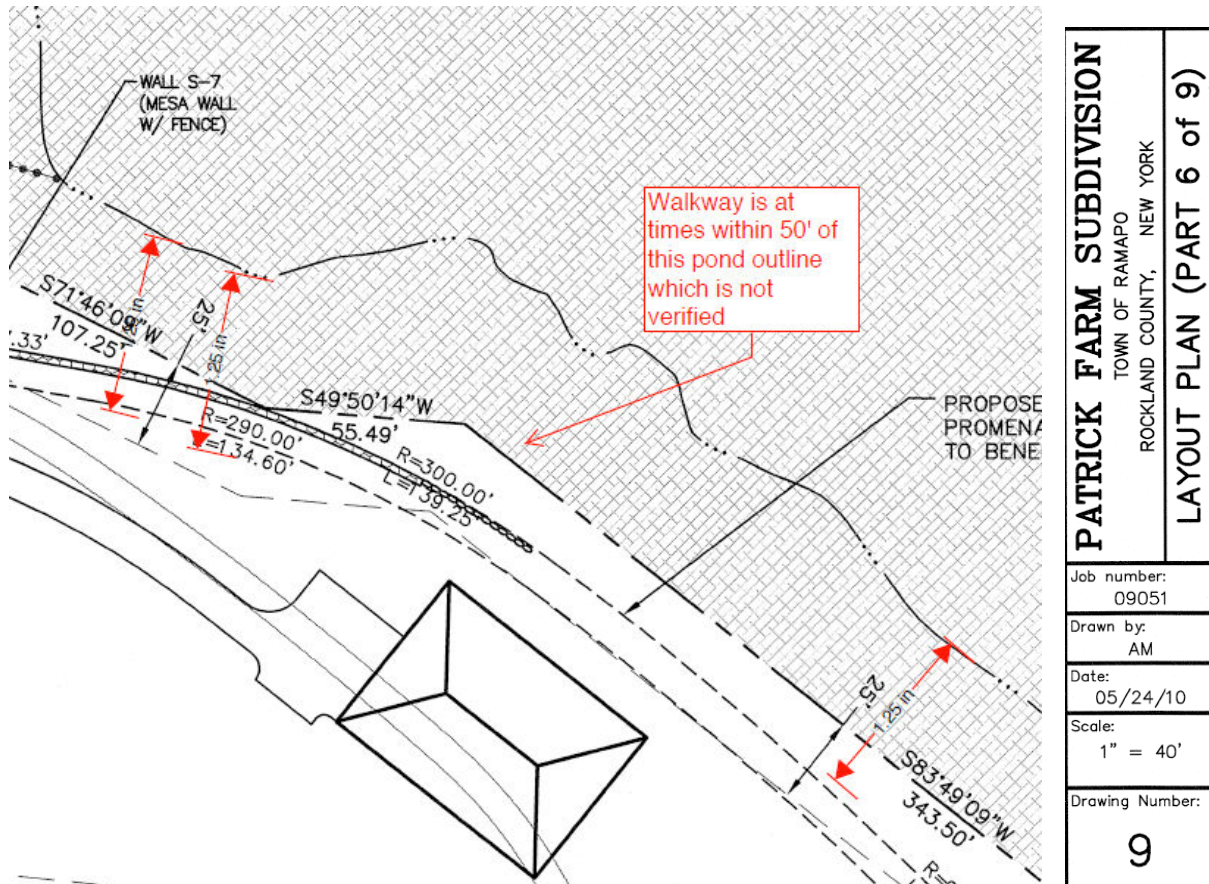 WALL S-7
(MESA WALL
W/ FENCE)
Walkway is at
times within 50' of
this pond outline
which is not
verified
S71°46'09"W
107.25'
.33'
25'
1.25 in
S49°50'14"W
55.49'
R=290.00'
L=134.60'
R=300.00'
L=139.25'
PROPOSE
PROMENA
TO BENE
25'
1.25 in
S83°49'09"W
343.50'
PATRICK FARM SUBDIVISION
TOWN OF RAMAPO
ROCKLAND COUNTY, NEW YORK
LAYOUT PLAN (PART 6 of 9)
Job number:
09051
Drawn by:
AM
Date:
05/24/10
Scale:
1" = 40'
Drawing Number:
9